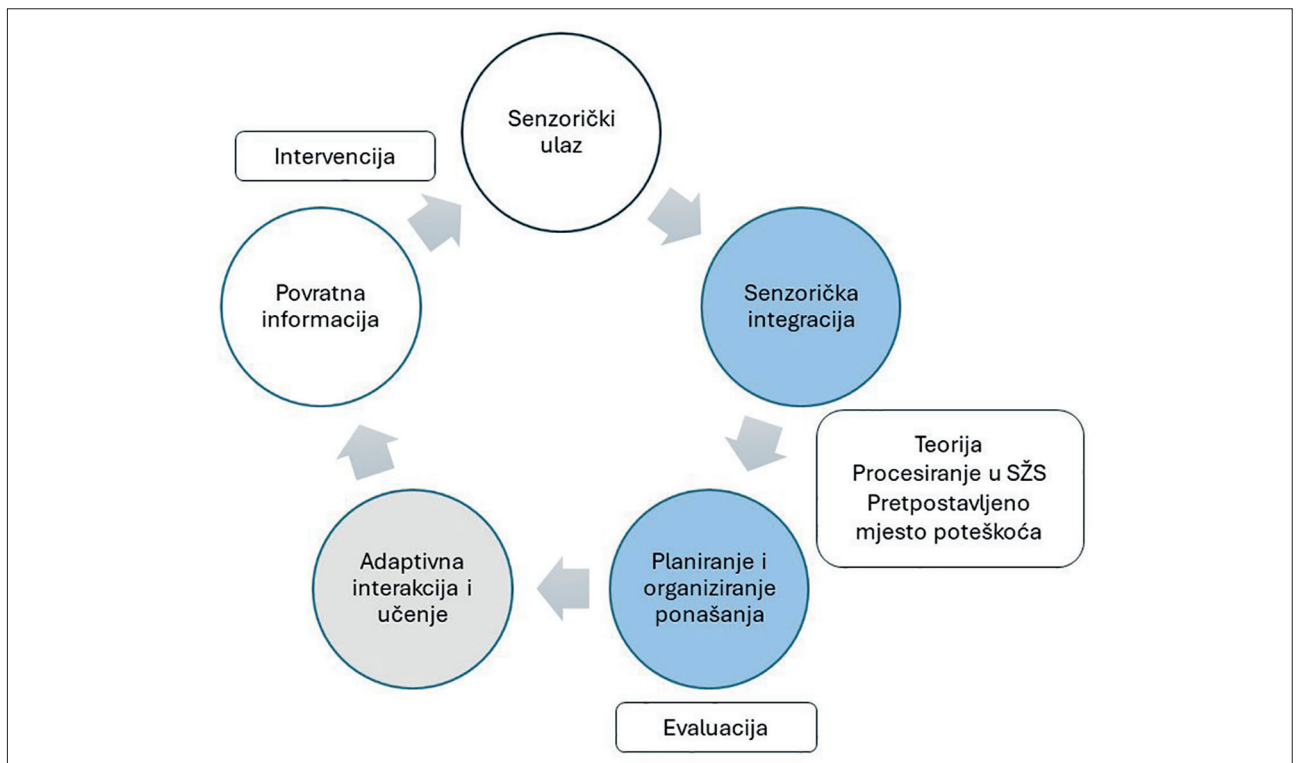 Senzorički
ulaz
Intervencija
Senzorička
integracija
Povratna
informacija
Teorija
Procesiranje u SŽS
Pretpostavljeno
mjesto poteškoća
Planiranje i
organiziranje
ponašanja
Adaptivna
interakcija i
učenje
Evaluacija